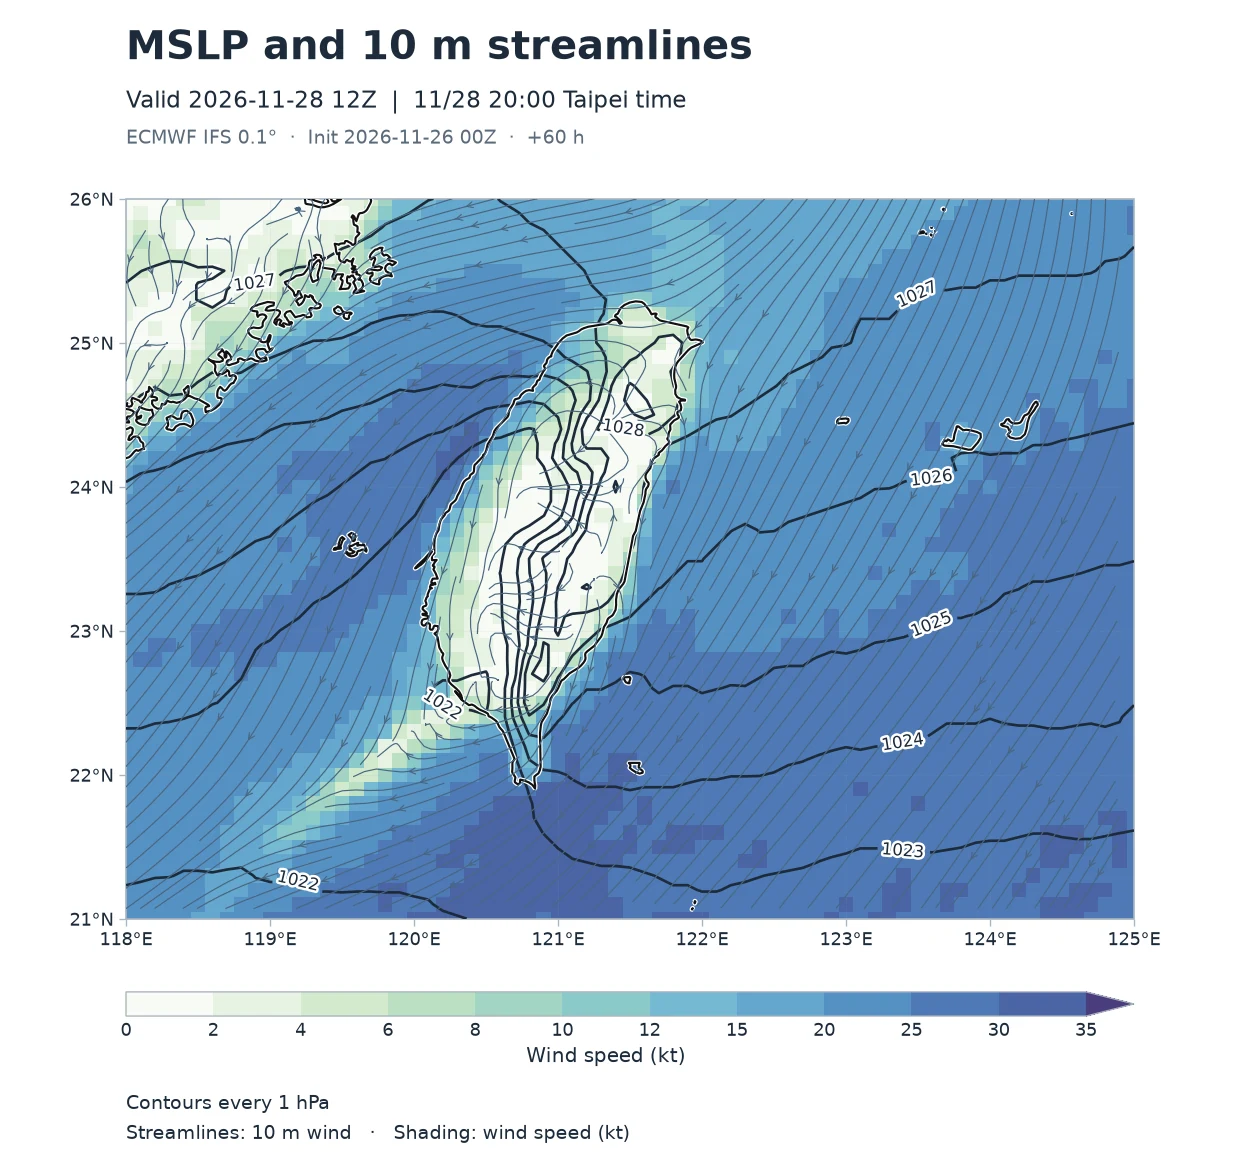 MSLP and 10 m streamlines
Valid 2026-11-28 12Z | 11/28 20:00 Taipei time
ECMWF IFS 0.1° · Init 2026-11-26 00Z · +60 h
26°N
25°N
24°N
23°N
22°N
21°N
1027
1027
1028
1026
1025
1022
1024
1023
1022
118°E 119°E 120°E 121°E 122°E 123°E 124°E 125°E
0 2 4 6 8 10 12 15 20 25 30 35
Wind speed (kt)
Contours every 1 hPa
Streamlines: 10 m wind · Shading: wind speed (kt)